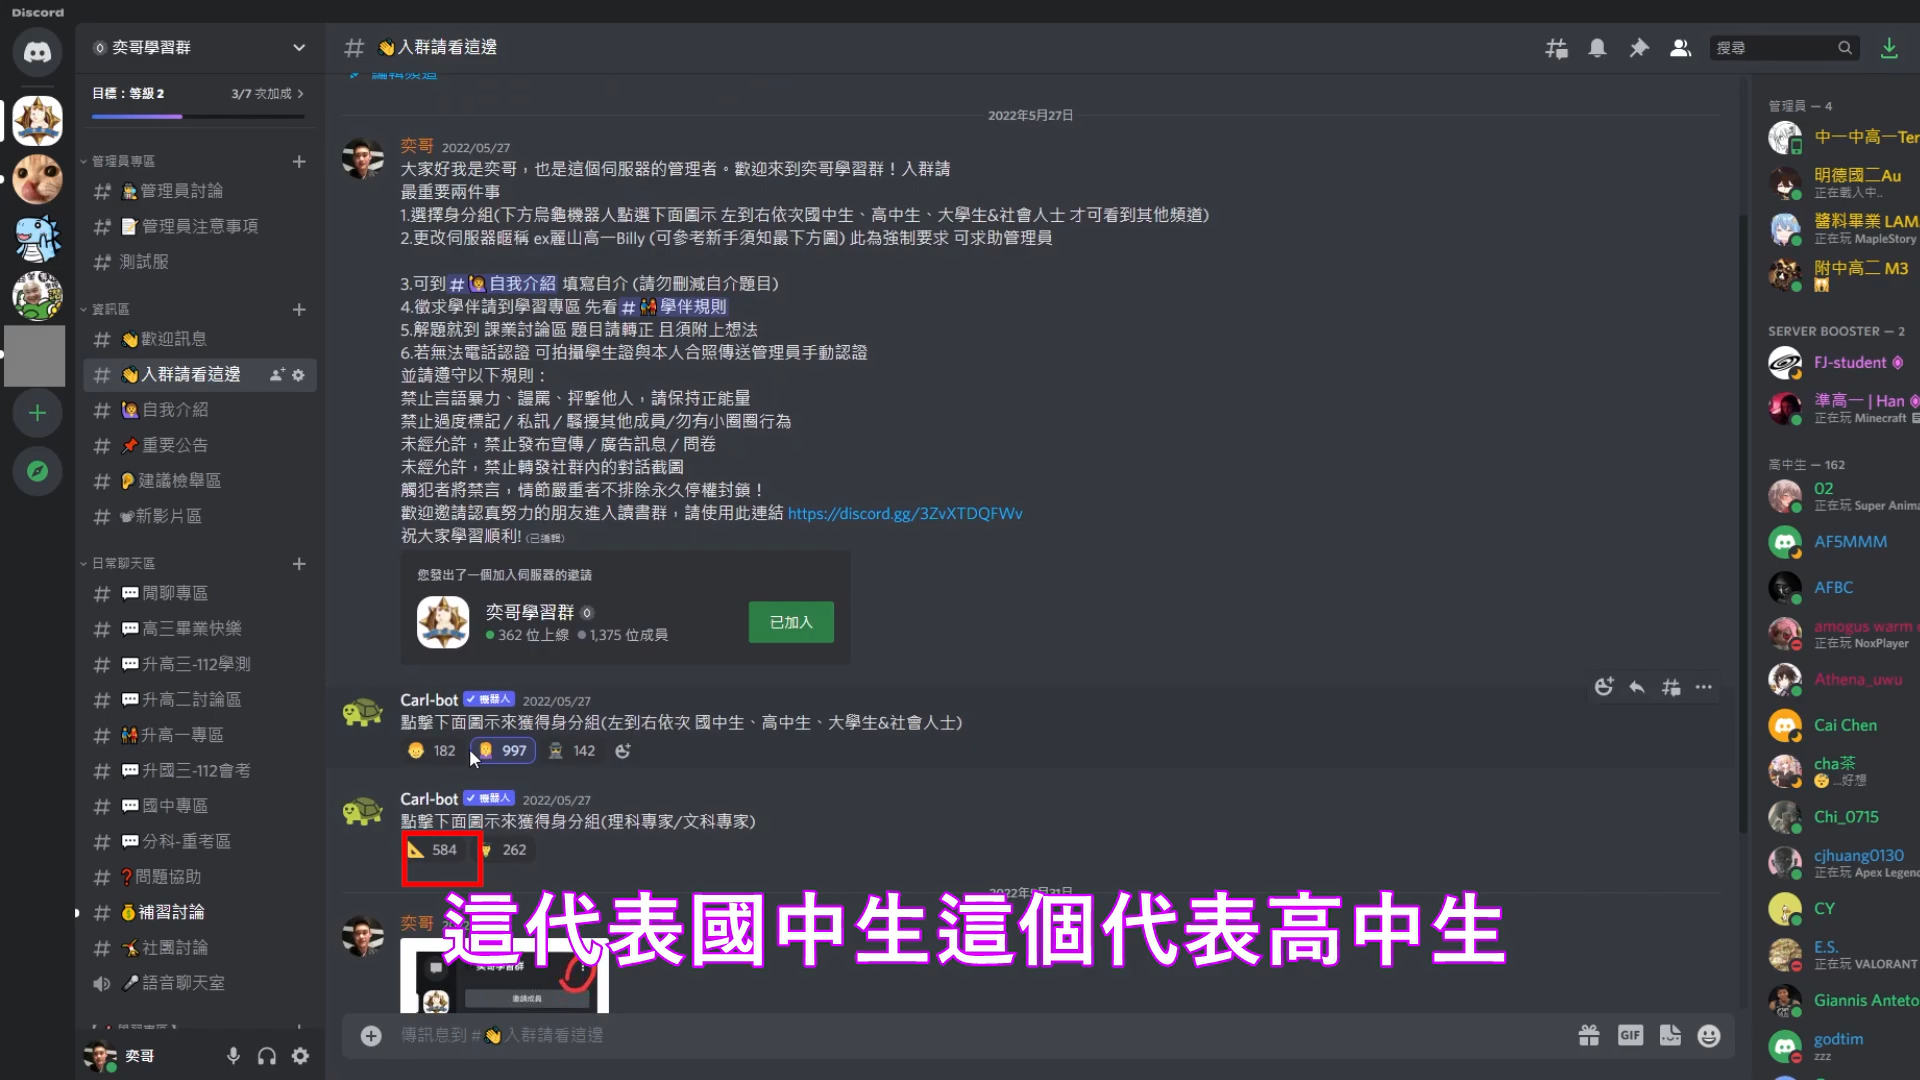 Discord
奕哥學習群
目標：等級 2
3/7 次加成
管理員專區
管理員討論
管理員注意事項
測試服
資訊區
歡迎訊息
入群請看這邊
自我介紹
重要公告
建議檢舉區
新影片區
日常聊天區
閒聊專區
高三畢業快樂
升高三-112學測
升高二討論區
升高一專區
升國三-112會考
國中專區
分科-重考區
問題協助
補習討論
社團討論
語音聊天室
奕哥
入群請看這邊
搜尋
編輯頻道
2022年5月27日
奕哥 2022/05/27
大家好我是奕哥，也是這個伺服器的管理者。歡迎來到奕哥學習群！入群請
最重要兩件事
1.選擇身分組(下方烏龜機器人點選下面圖示 左到右依次國中生、高中生、大學生&社會人士 才可看到其他頻道)
2.更改伺服器暱稱 ex麗山高一Billy (可參考新手須知最下方圖) 此為強制要求 可求助管理員
3.可到 # 自我介紹 填寫自介 (請勿刪減自介題目)
4.徵求學伴請到學習專區 先看 # 學伴規則
5.解題就到 課業討論區 題目請轉正 且須附上想法
6.若無法電話認證 可拍攝學生證與本人合照傳送管理員手動認證
並請遵守以下規則：
禁止言語暴力、謾罵、抨擊他人，請保持正能量
禁止過度標記 / 私訊 / 騷擾其他成員/勿有小圈圈行為
未經允許，禁止發布宣傳 / 廣告訊息 / 問卷
未經允許，禁止轉發社群內的對話截圖
觸犯者將禁言，情節嚴重者不排除永久停權封鎖！
歡迎邀請認真努力的朋友進入讀書群，請使用此連結 https://discord.gg/3ZvXTDQFWv
祝大家學習順利! (已編輯)
您發出了一個加入伺服器的邀請
奕哥學習群
362 位上線 1,375 位成員
已加入
Carl-bot 機器人 2022/05/27
點擊下面圖示來獲得身分組(左到右依次 國中生、高中生、大學生&社會人士)
182 997 142
Carl-bot 機器人 2022/05/27
點擊下面圖示來獲得身分組(理科專家/文科專家)
584 262
奕哥
這代表國中生這個代表高中生
奕哥學習群
邀請成員
傳訊息到 # 入群請看這邊
GIF
管理員 — 4
中一中高一Ter
明德國二Au
正在載入中..
醬料畢業 LAM
正在玩 MapleStory
附中高二 M3
SERVER BOOSTER — 2
FJ-student
準高一 | Han
正在玩 Minecraft
高中生 — 162
02
正在玩 Super Anima
AF5MMM
AFBC
amogus warm
正在玩 NoxPlayer
Athena_uwu
Cai Chen
cha茶
...好想
Chi_0715
cjhuang0130
正在玩 Apex Legend
CY
E.S.
正在玩 VALORANT
Giannis Anteto
godtim
zzz